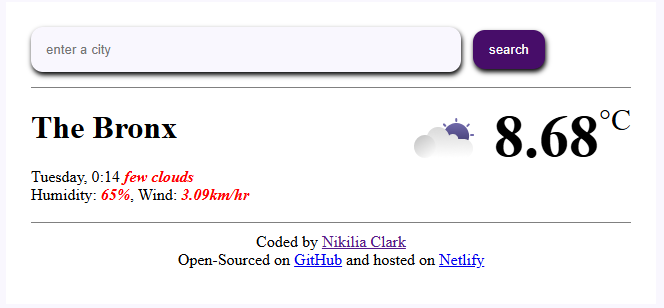 enter a city
search
The Bronx
8.68°C
Tuesday, 0:14 few clouds
Humidity: 65%, Wind: 3.09km/hr
Coded by Nikilia Clark
Open-Sourced on GitHub and hosted on Netlify